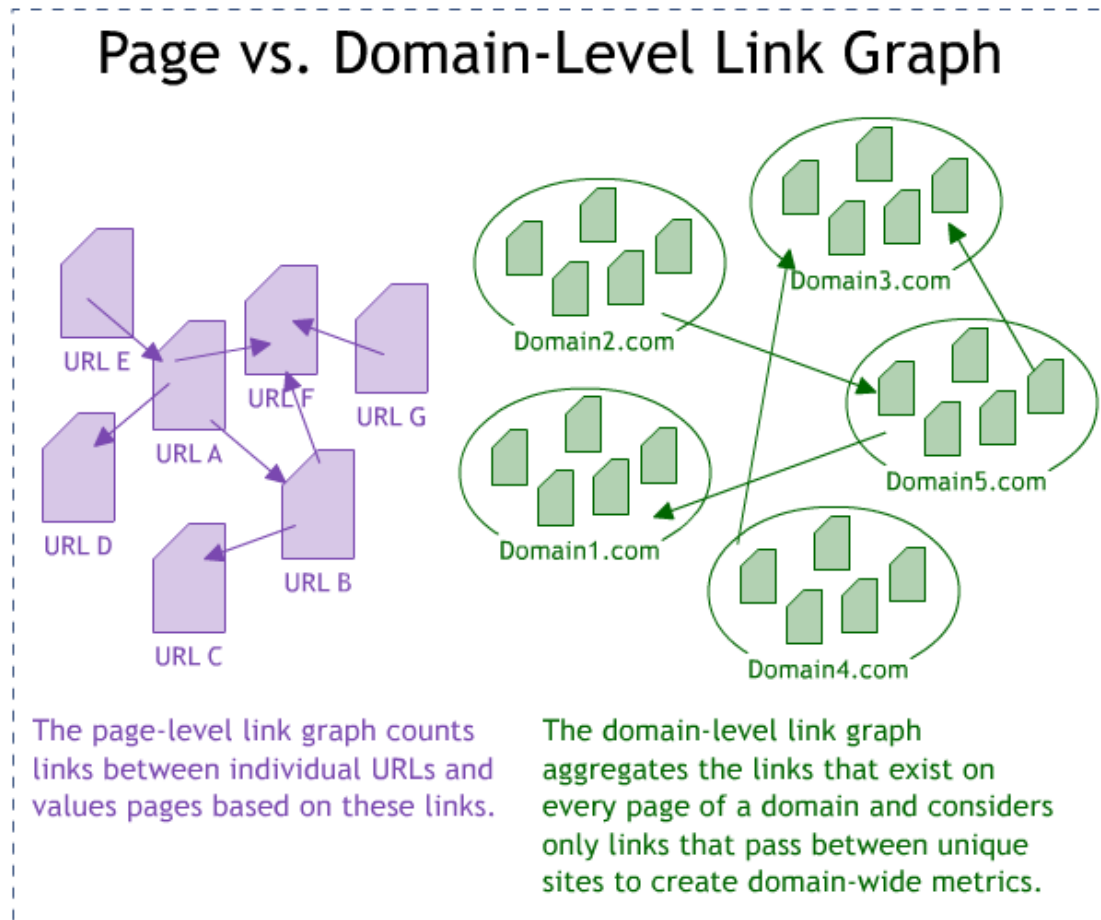 Page vs. Domain-Level Link Graph
URL E
URL F
URL G
URL A
URL D
URL B
URL C
Domain3.com
Domain2.com
Domain5.com
Domain1.com
Domain4.com
The page-level link graph counts
links between individual URLs and
values pages based on these links.
The domain-level link graph
aggregates the links that exist on
every page of a domain and considers
only links that pass between unique
sites to create domain-wide metrics.